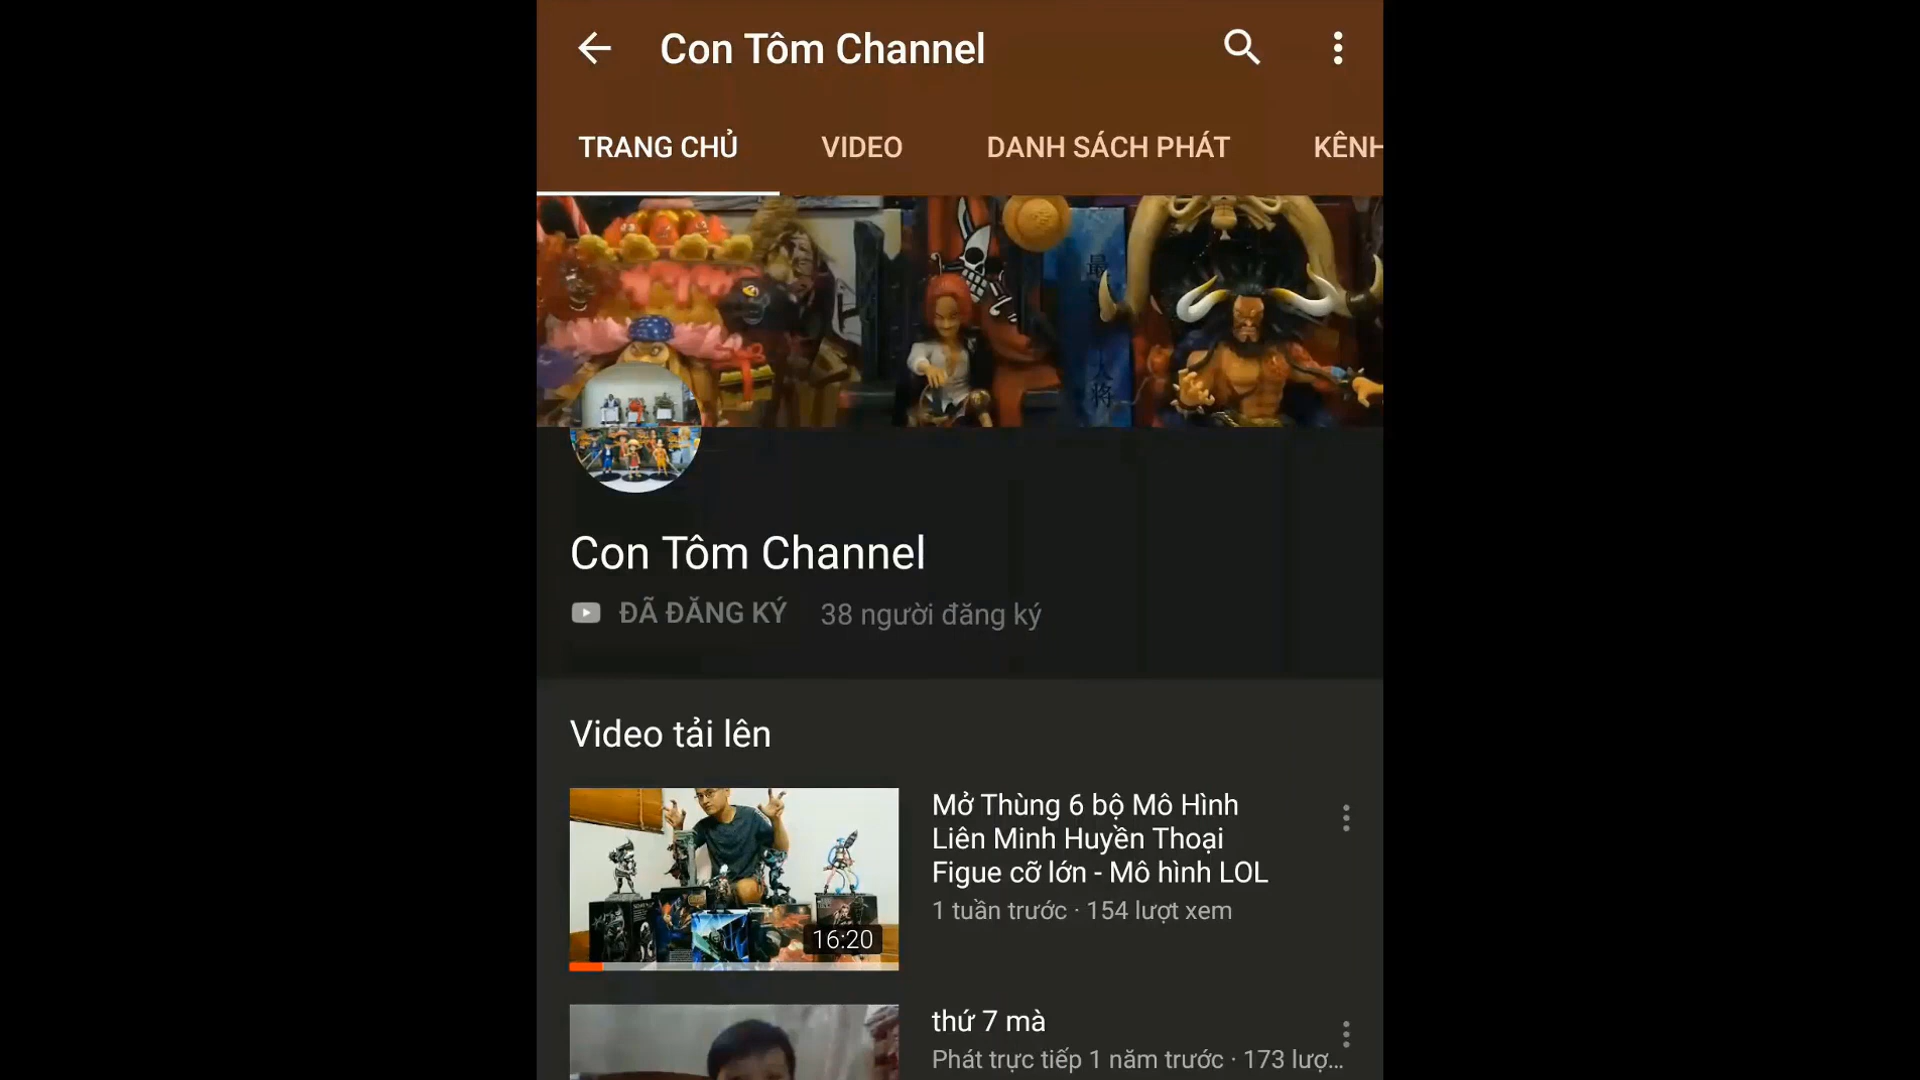 Con Tôm Channel
TRANG CHỦ VIDEO DANH SÁCH PHÁT KÊNH
Con Tôm Channel
ĐÃ ĐĂNG KÝ 38 người đăng ký
Video tải lên
Mở Thùng 6 bộ Mô Hình
Liên Minh Huyền Thoại
Figue cỡ lớn - Mô hình LOL
1 tuần trước · 154 lượt xem
16:20
thứ 7 mà
Phát trực tiếp 1 năm trước · 173 lượ...